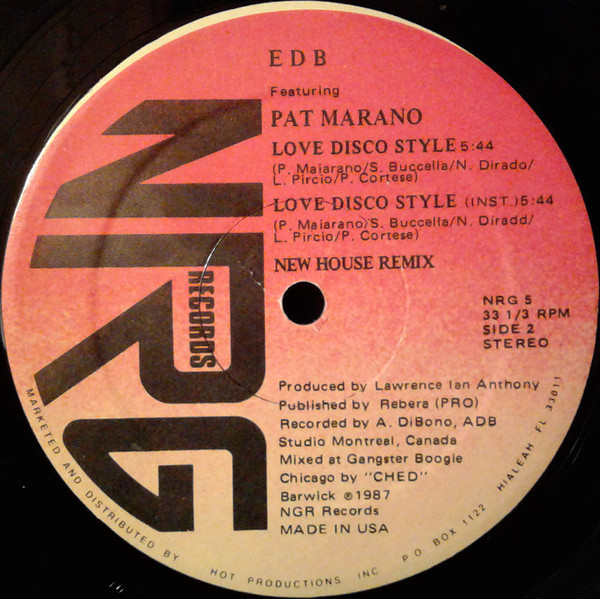 E D B
Featuring
PAT MARANO
LOVE DISCO STYLE 5:44
(P. Maiarano/S. Buccella/N. Dirado/
L. Pircio/P. Cortese)
LOVE DISCO STYLE (INST.) 5:44
(P. Maiarano/S. Buccella/N. Diradd/
L. Pircio/P. Cortese)
NEW HOUSE REMIX
NRG
RECORDS
NRG 5
33 1/3 RPM
SIDE 2
STEREO
Produced by Lawrence Ian Anthony
Published by Rebera (PRO)
Recorded by A. DiBono, ADB
Studio Montreal, Canada
Mixed at Gangster Boogie
Chicago by "CHED"
Barwick ℗1987
NGR Records
MADE IN USA
MARKETED AND DISTRIBUTED BY HOT PRODUCTIONS INC P O BOX 1122 HIALEAH, FL 33011